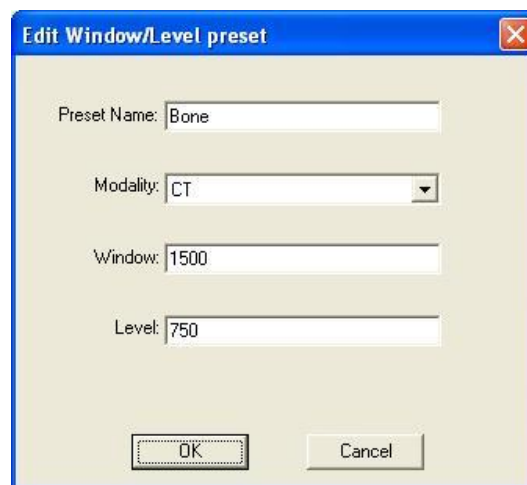 Edit Window/Level preset
Preset Name: Bone
Modality: CT
Window: 1500
Level: 750
OK Cancel